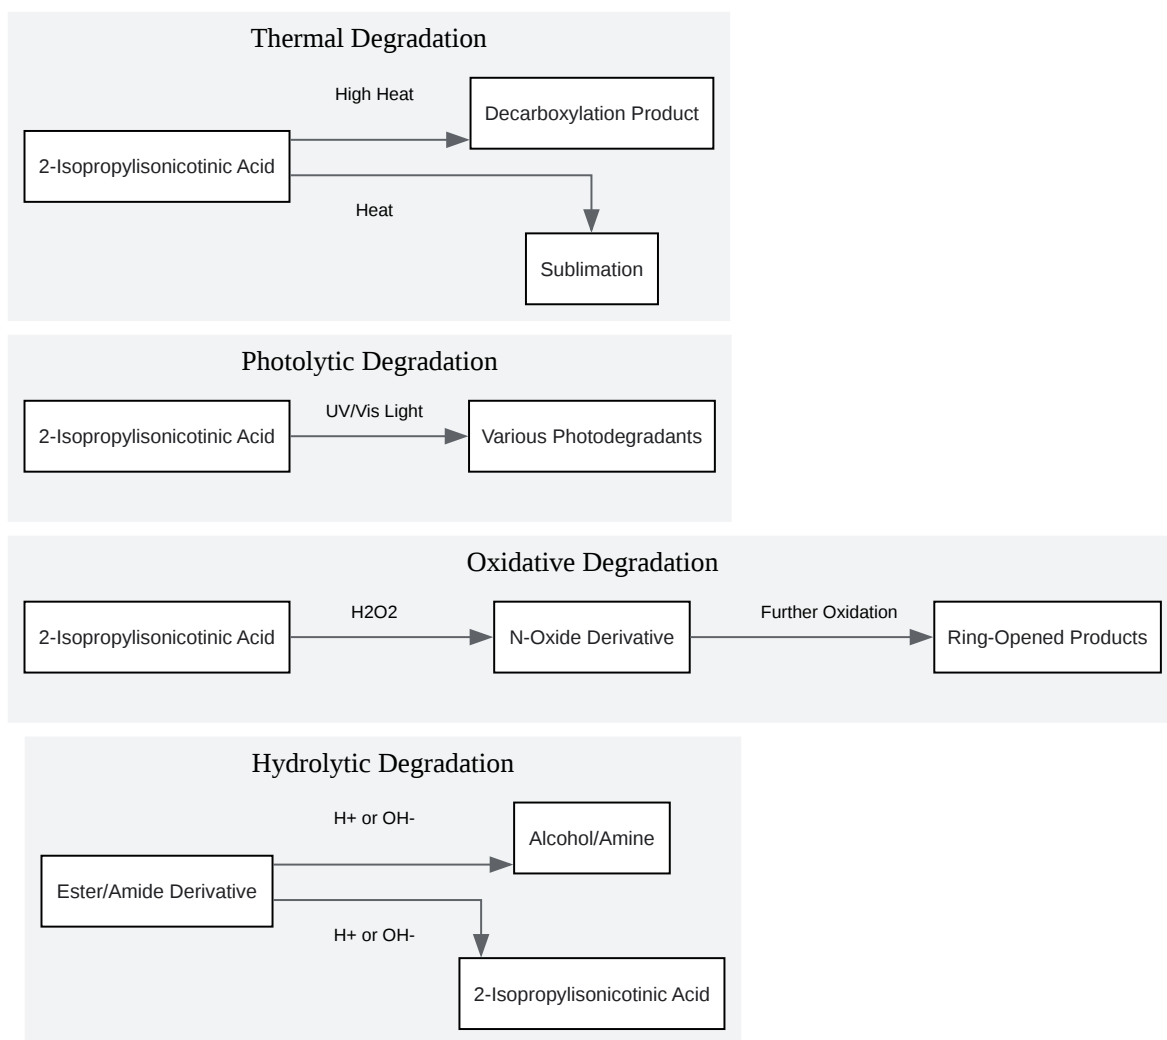 Thermal Degradation
High Heat
Decarboxylation Product
2-Isopropylisonicotinic Acid
Heat
Sublimation
Photolytic Degradation
2-Isopropylisonicotinic Acid
UV/Vis Light
Various Photodegradants
Oxidative Degradation
2-Isopropylisonicotinic Acid
H2O2
N-Oxide Derivative
Further Oxidation
Ring-Opened Products
Hydrolytic Degradation
H+ or OH-
Alcohol/Amine
Ester/Amide Derivative
H+ or OH-
2-Isopropylisonicotinic Acid